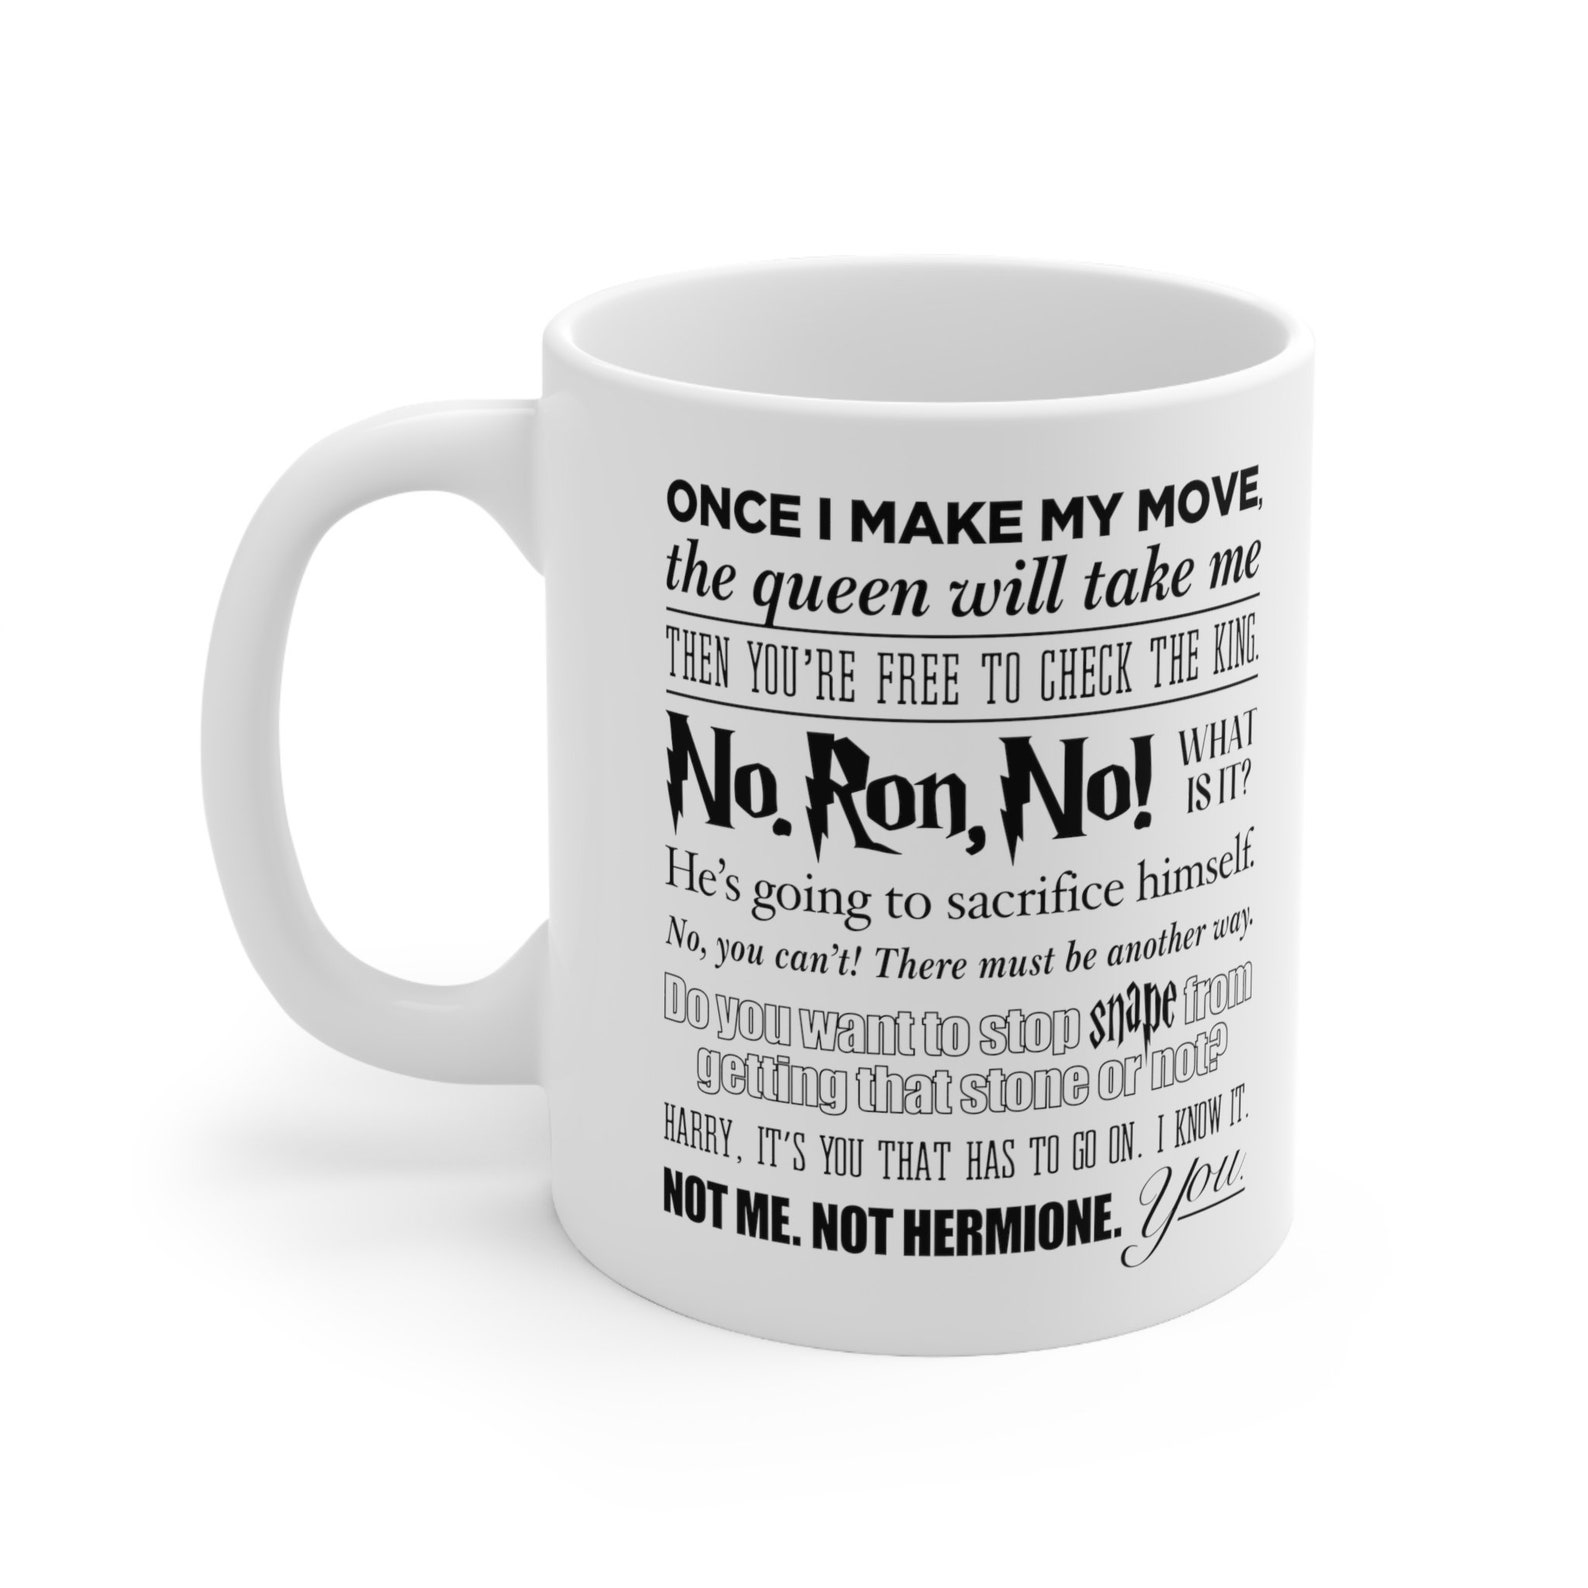 ONCE I MAKE MY MOVE,
the queen will take me
THEN YOU'RE FREE TO CHECK THE KING.
No. Ron, No! WHAT IS IT?
He's going to sacrifice himself.
No, you can't! There must be another way.
Do you want to stop snape from
getting that stone or not?
HARRY, IT'S YOU THAT HAS TO GO ON. I KNOW IT.
NOT ME. NOT HERMIONE. You.